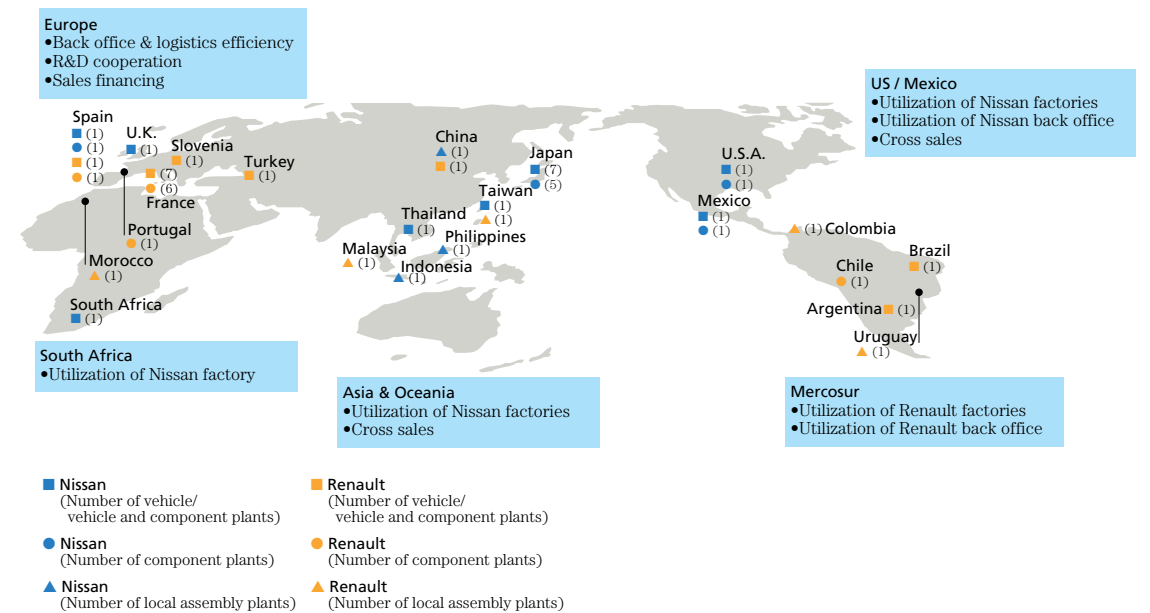 Europe
•Back office & logistics efficiency
•R&D cooperation
•Sales financing
US / Mexico
•Utilization of Nissan factories
•Utilization of Nissan back office
•Cross sales
Spain
(1)
(1)
(1)
(1)
U.K.
(1)
Slovenia
(1)
Turkey
(1)
(7)
(6)
France
Portugal
(1)
Morocco
(1)
South Africa
(1)
China
(1)
(1)
Japan
(7)
(5)
Taiwan
(1)
(1)
Thailand
(1)
Philippines
(1)
Malaysia
(1)
Indonesia
(1)
U.S.A.
(1)
(1)
Mexico
(1)
(1)
(1) Colombia
Brazil
(1)
Chile
(1)
Argentina (1)
Uruguay
(1)
South Africa
•Utilization of Nissan factory
Asia & Oceania
•Utilization of Nissan factories
•Cross sales
Mercosur
•Utilization of Renault factories
•Utilization of Renault back office
Nissan
(Number of vehicle/
vehicle and component plants)
Renault
(Number of vehicle/
vehicle and component plants)
Nissan
(Number of component plants)
Renault
(Number of component plants)
Nissan
(Number of local assembly plants)
Renault
(Number of local assembly plants)